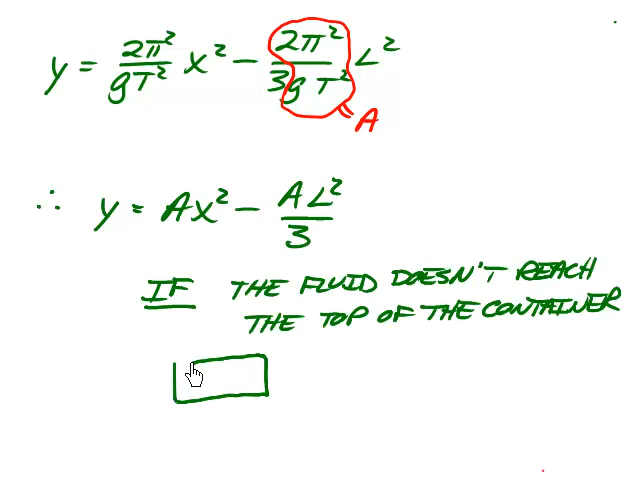 y = 2π²/gT² x² − 2π²/3gT² L²
A
∴ y = Ax² − AL²/3
IF THE FLUID DOESN'T REACH
THE TOP OF THE CONTAINER